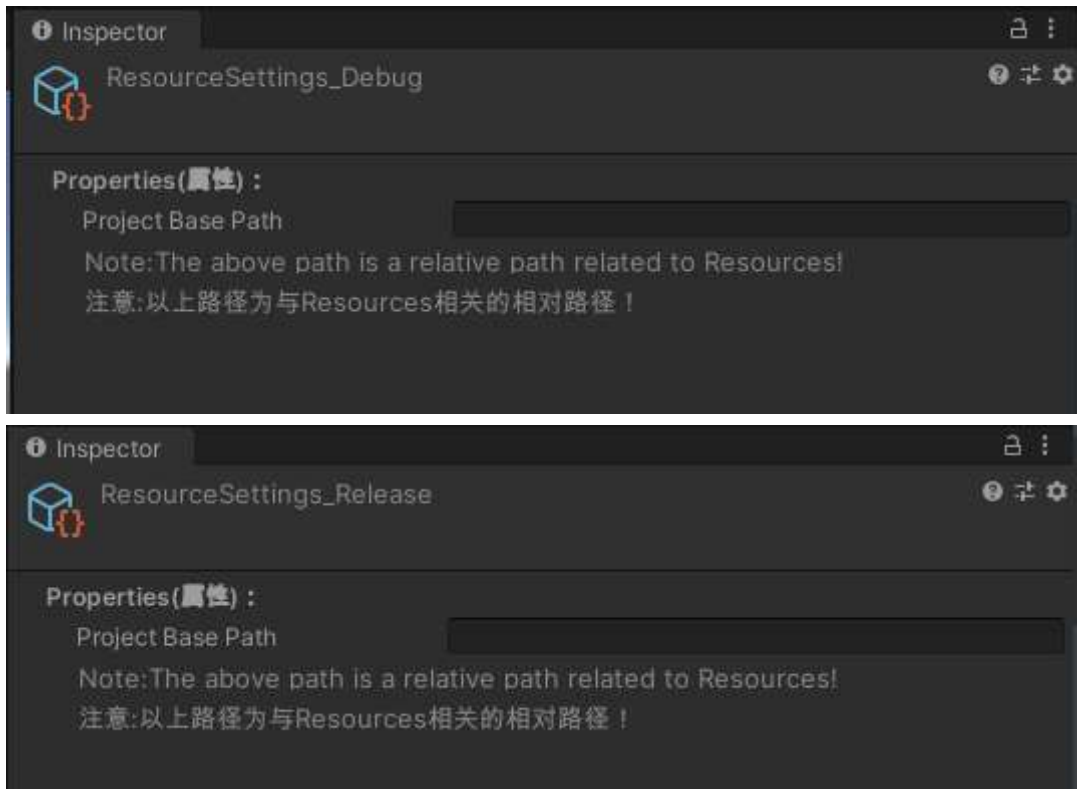 Inspector
ResourceSettings_Debug
Properties(属性) :
Project Base Path
Note:The above path is a relative path related to Resources!
注意:以上路径为与Resources相关的相对路径！
Inspector
ResourceSettings_Release
Properties(属性) :
Project Base Path
Note:The above path is a relative path related to Resources!
注意:以上路径为与Resources相关的相对路径！